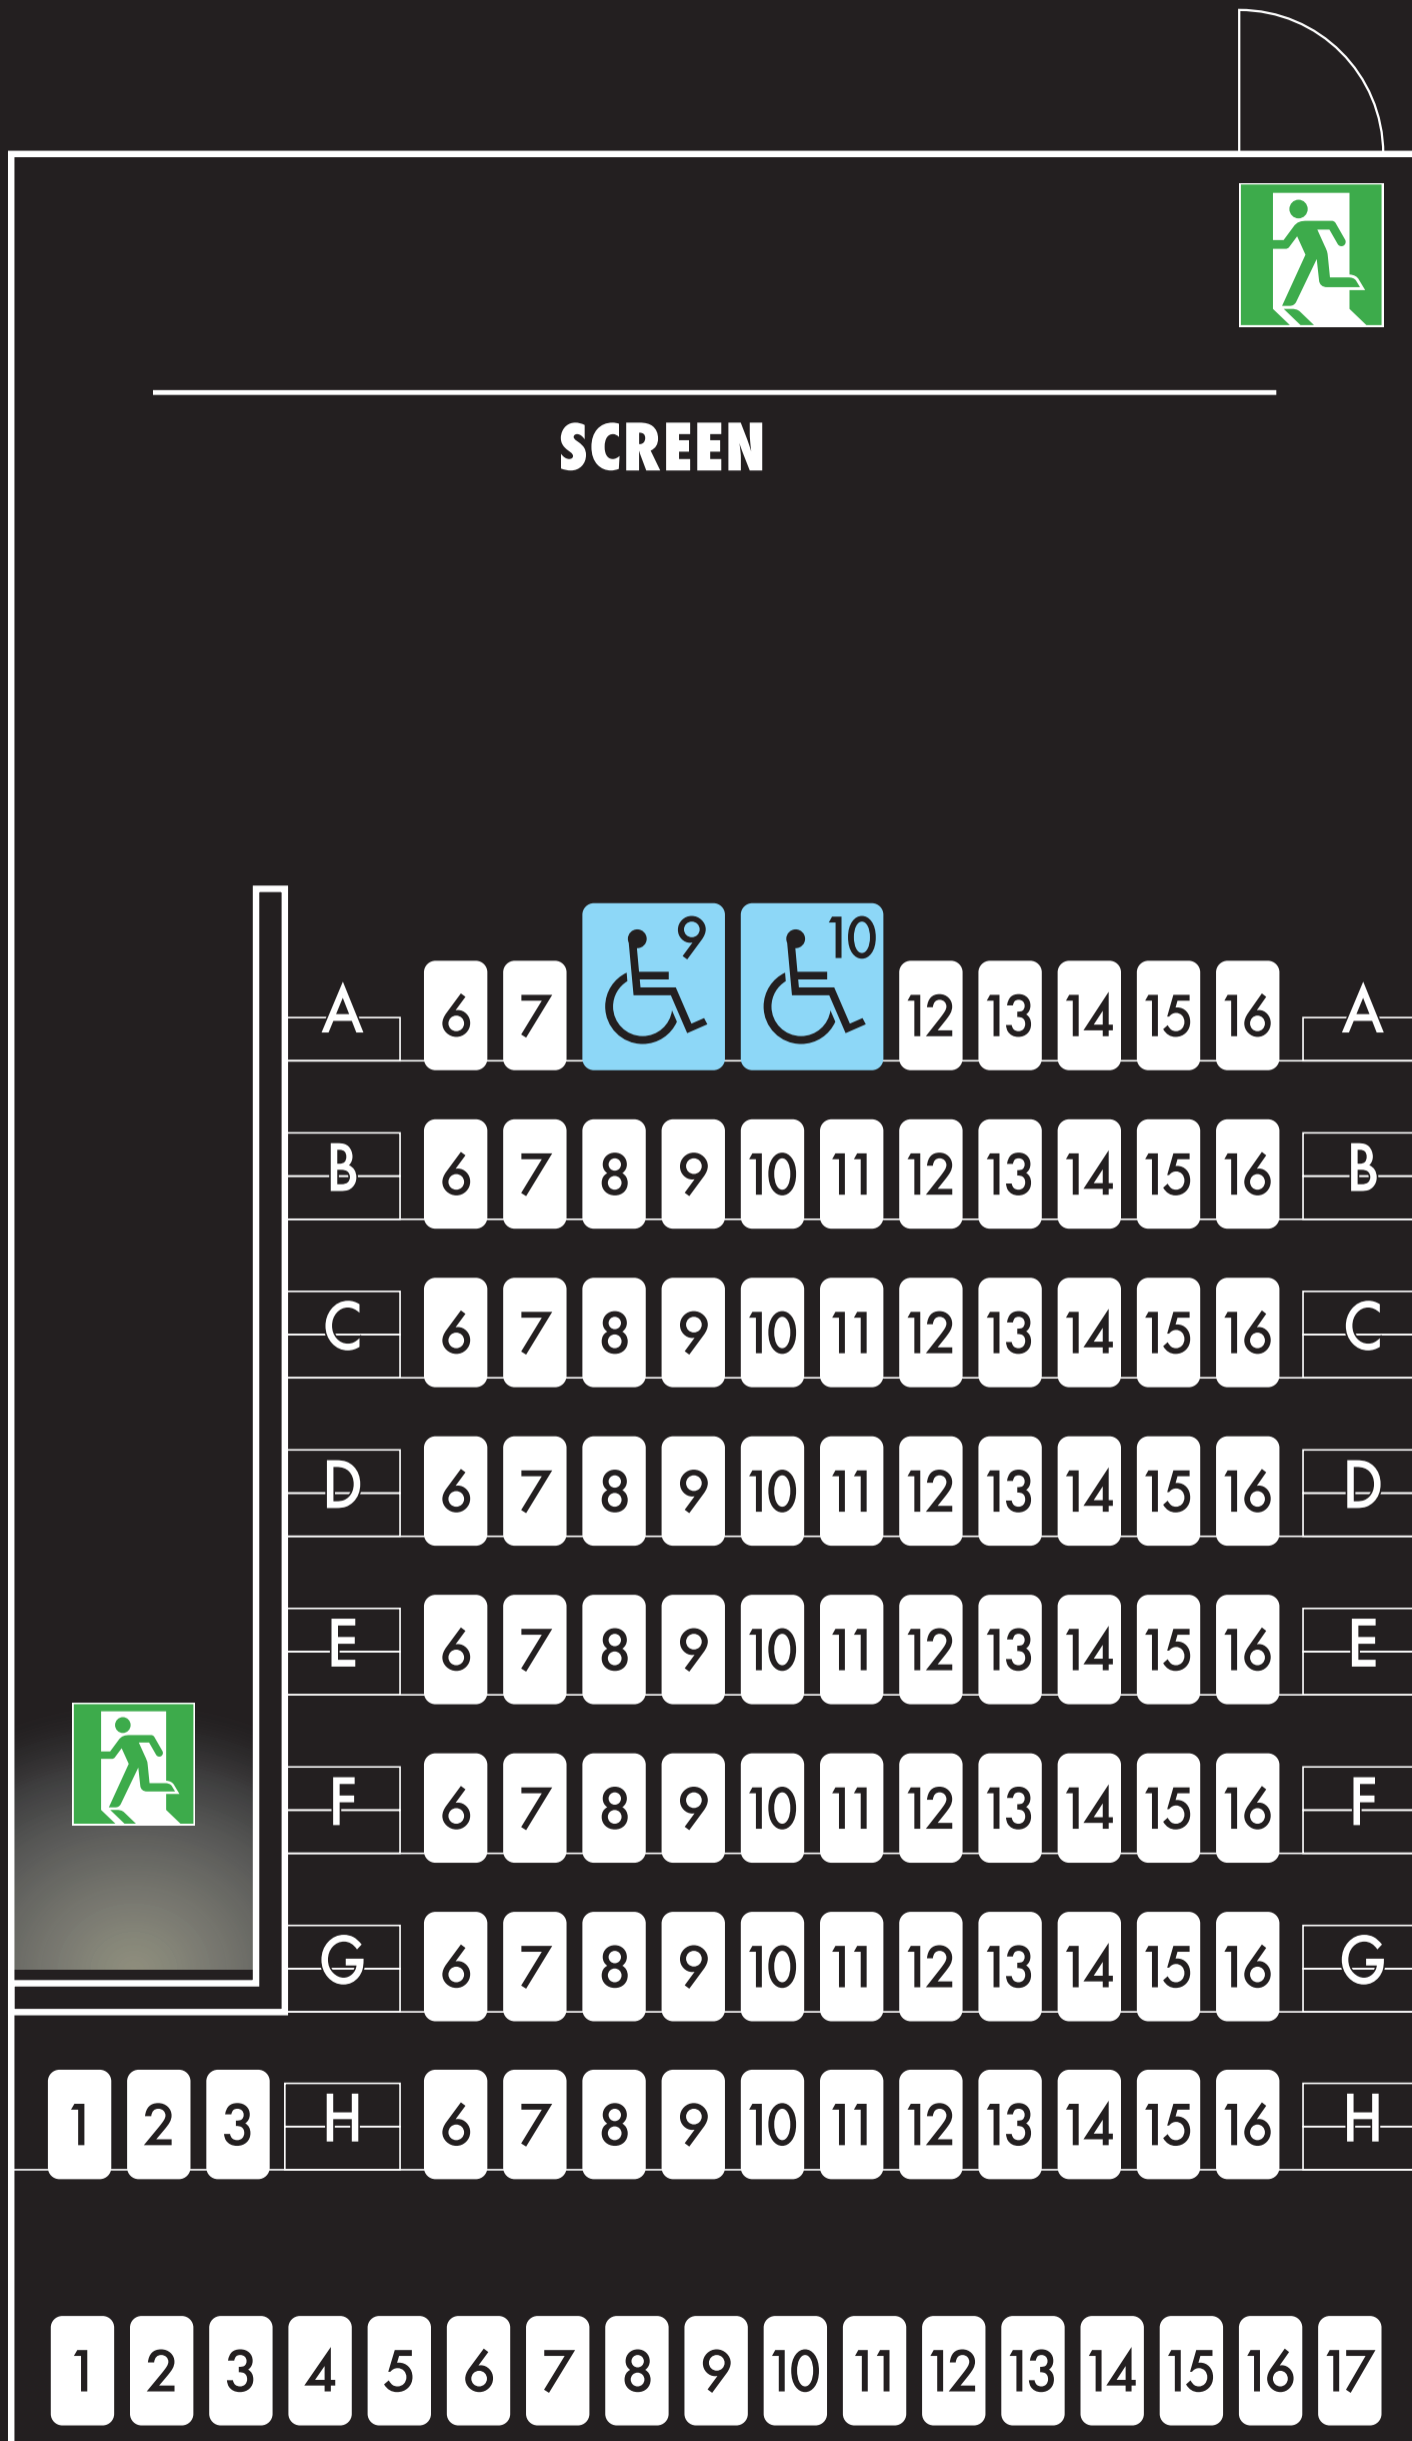 SCREEN
A 6 7 9 10 12 13 14 15 16 A
B 6 7 8 9 10 11 12 13 14 15 16 B
C 6 7 8 9 10 11 12 13 14 15 16 C
D 6 7 8 9 10 11 12 13 14 15 16 D
E 6 7 8 9 10 11 12 13 14 15 16 E
F 6 7 8 9 10 11 12 13 14 15 16 F
G 6 7 8 9 10 11 12 13 14 15 16 G
1 2 3 H 6 7 8 9 10 11 12 13 14 15 16 H
1 2 3 4 5 6 7 8 9 10 11 12 13 14 15 16 17